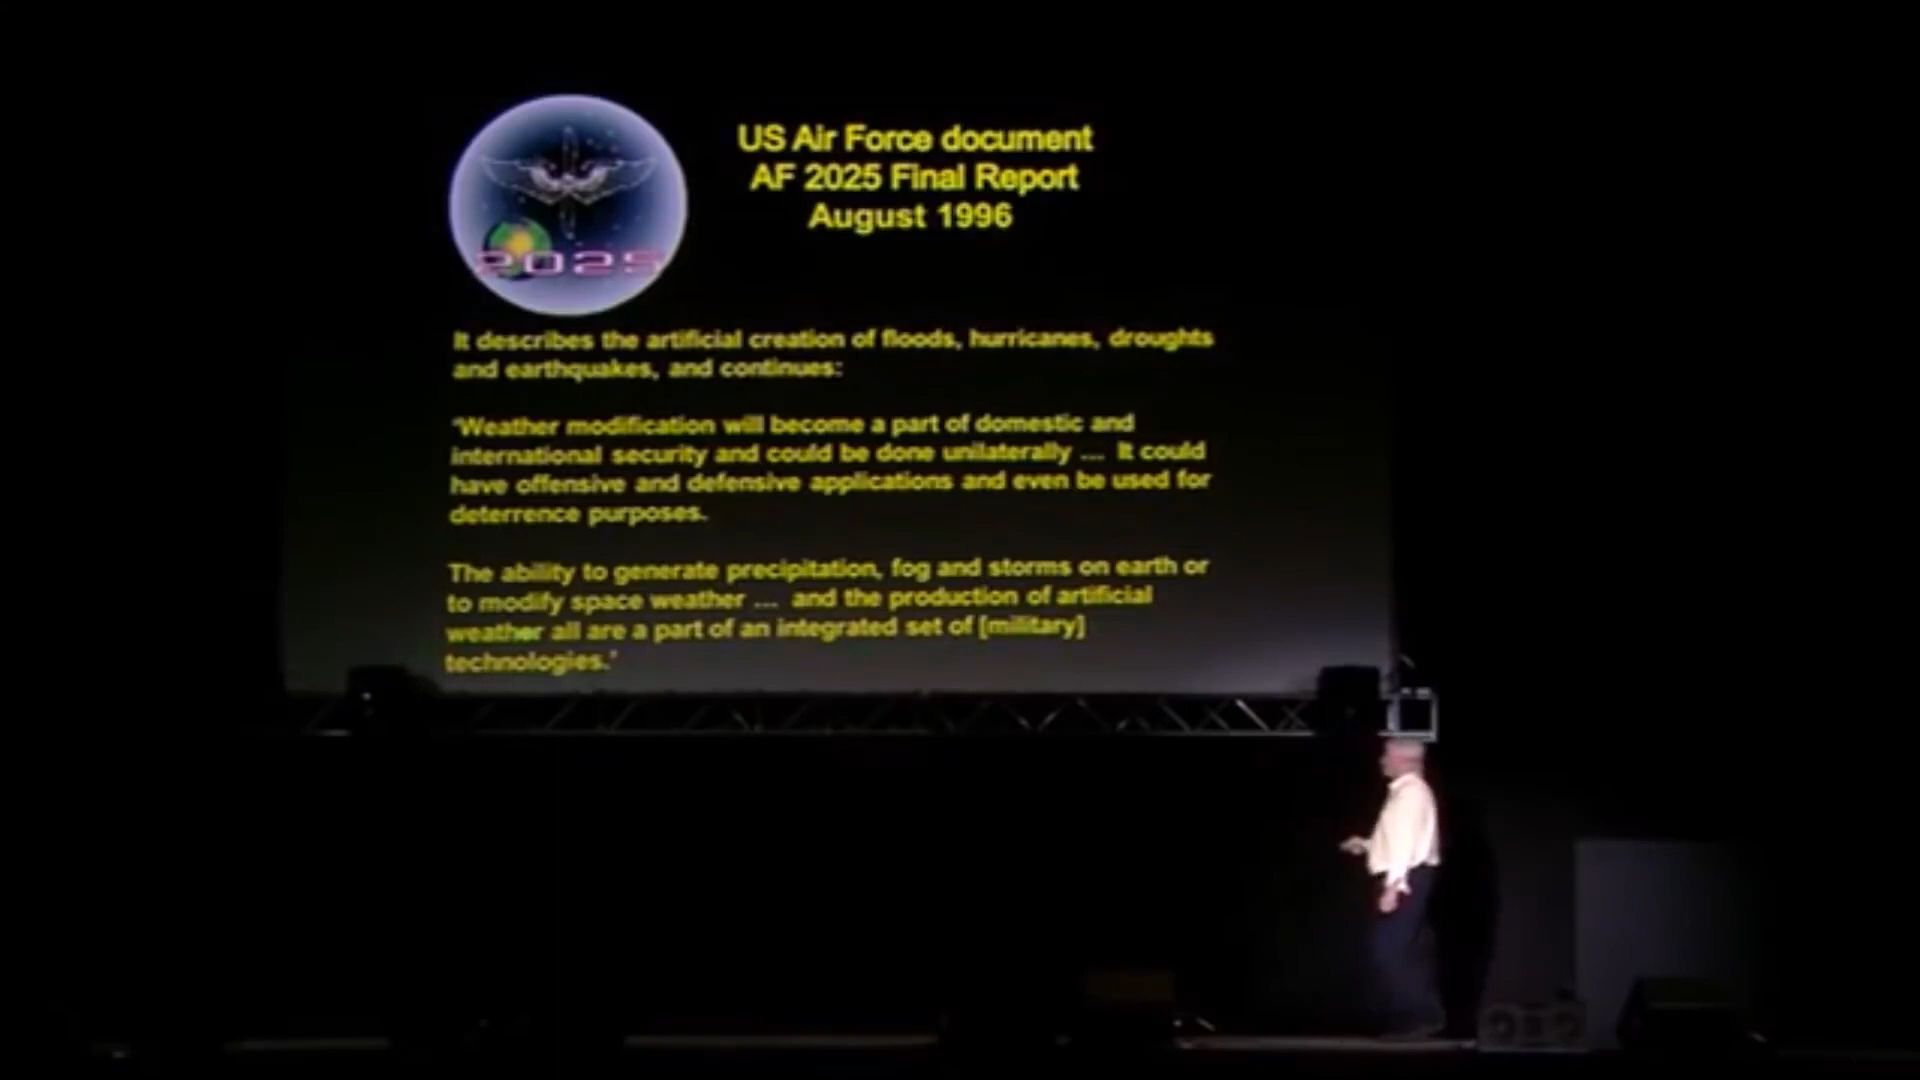 US Air Force document
AF 2025 Final Report
August 1996
2025
It describes the artificial creation of floods, hurricanes, droughts
and earthquakes, and continues:
'Weather modification will become a part of domestic and
international security and could be done unilaterally ... It could
have offensive and defensive applications and even be used for
deterrence purposes.
The ability to generate precipitation, fog and storms on earth or
to modify space weather ... and the production of artificial
weather all are a part of an integrated set of [military]
technologies.'